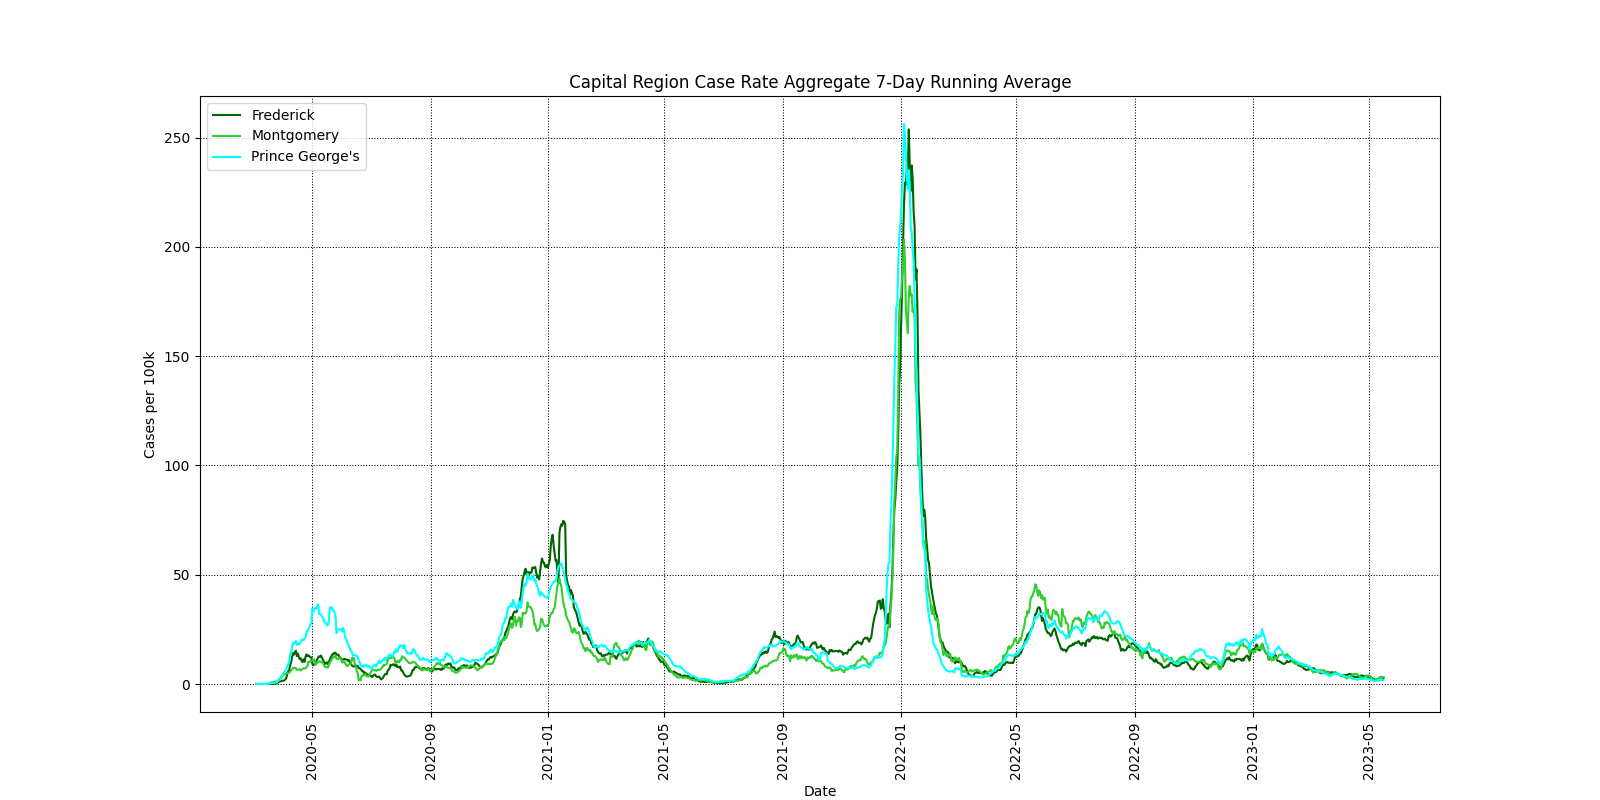 Capital Region Case Rate Aggregate 7-Day Running Average
Frederick
Montgomery
Prince George's
250
200
150
100
50
0
Cases per 100k
2020-05
2020-09
2021-01
2021-05
2021-09
2022-01
2022-05
2022-09
2023-01
2023-05
Date